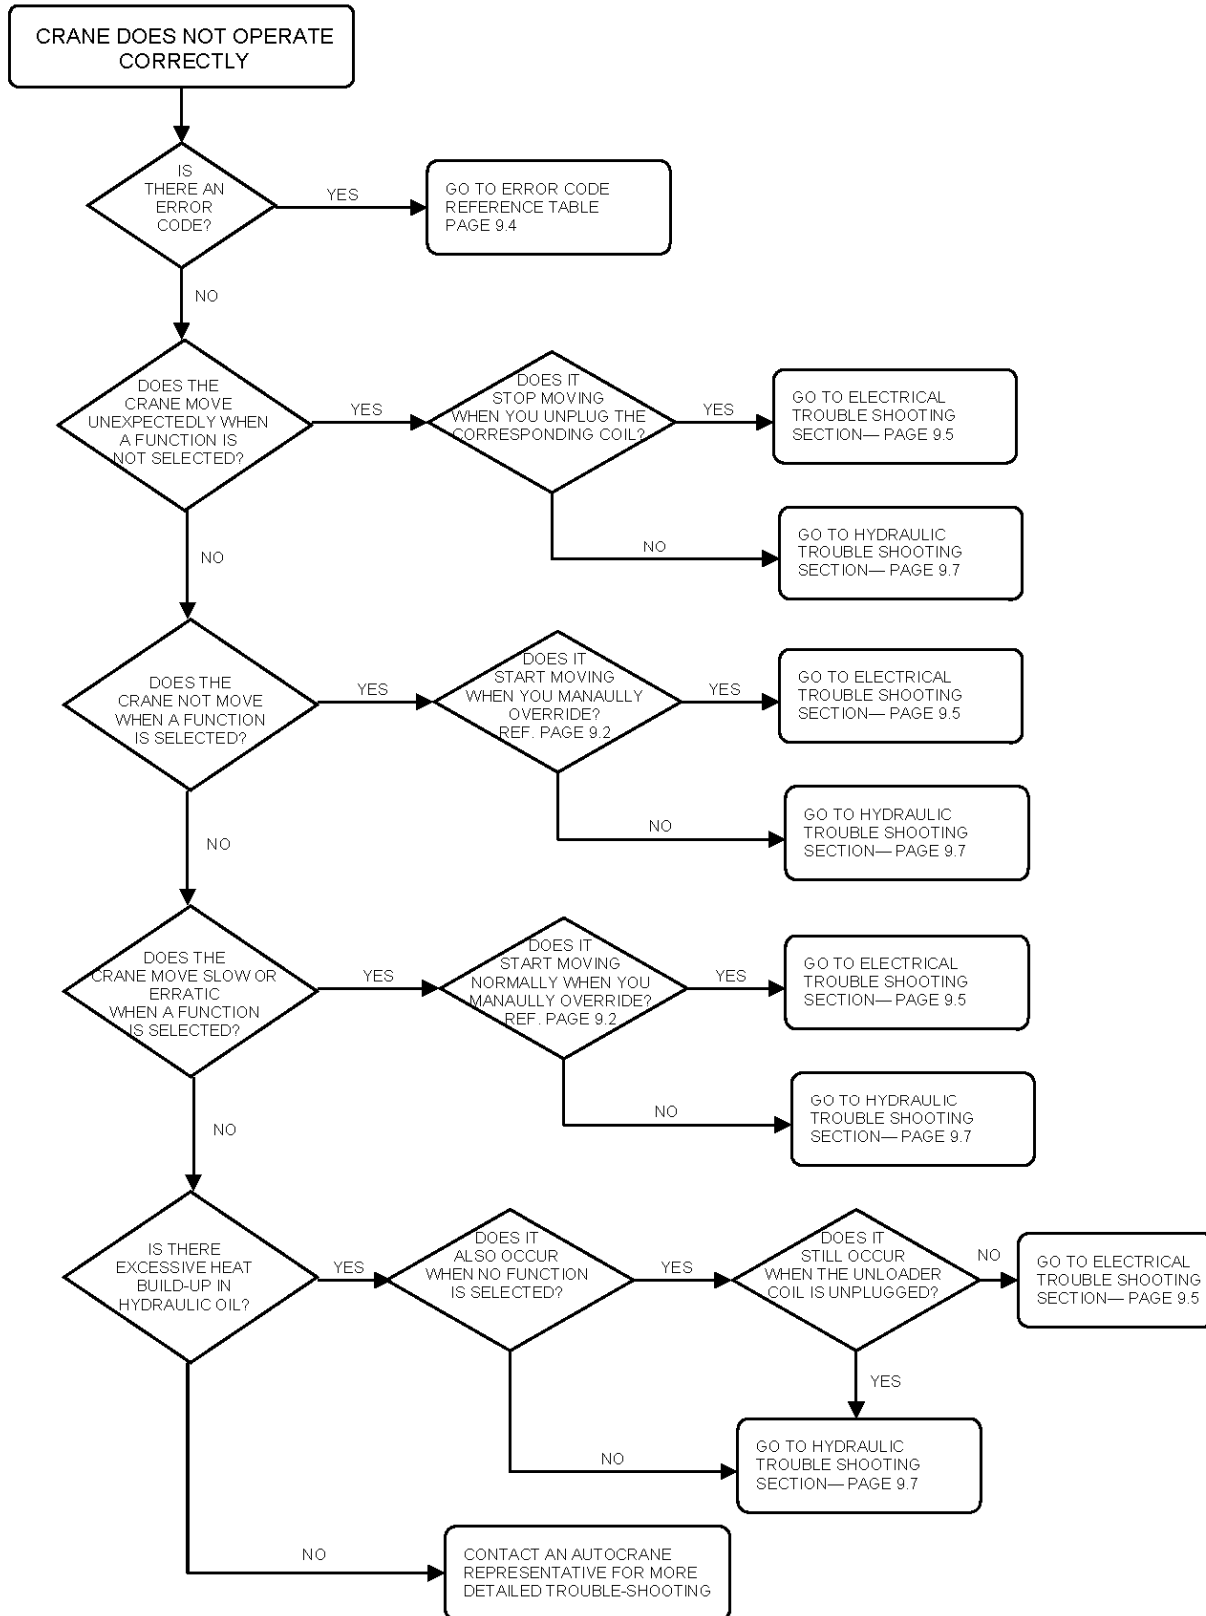 CRANE DOES NOT OPERATE
CORRECTLY
IS
THERE AN
ERROR
CODE?
YES
GO TO ERROR CODE
REFERENCE TABLE
PAGE 9.4
NO
DOES THE
CRANE MOVE
UNEXPECTEDLY WHEN
A FUNCTION IS
NOT SELECTED?
YES
DOES IT
STOP MOVING
WHEN YOU UNPLUG THE
CORRESPONDING COIL?
YES
GO TO ELECTRICAL
TROUBLE SHOOTING
SECTION— PAGE 9.5
NO
GO TO HYDRAULIC
TROUBLE SHOOTING
SECTION— PAGE 9.7
NO
DOES THE
CRANE NOT MOVE
WHEN A FUNCTION
IS SELECTED?
YES
DOES IT
START MOVING
WHEN YOU MANAULLY
OVERRIDE?
REF. PAGE 9.2
YES
GO TO ELECTRICAL
TROUBLE SHOOTING
SECTION— PAGE 9.5
NO
GO TO HYDRAULIC
TROUBLE SHOOTING
SECTION— PAGE 9.7
NO
DOES THE
CRANE MOVE SLOW OR
ERRATIC
WHEN A FUNCTION
IS SELECTED?
YES
DOES IT
START MOVING
NORMALLY WHEN YOU
MANAULLY OVERRIDE?
REF. PAGE 9.2
YES
GO TO ELECTRICAL
TROUBLE SHOOTING
SECTION— PAGE 9.5
NO
GO TO HYDRAULIC
TROUBLE SHOOTING
SECTION— PAGE 9.7
NO
IS THERE
EXCESSIVE HEAT
BUILD-UP IN
HYDRAULIC OIL?
YES
DOES IT
ALSO OCCUR
WHEN NO FUNCTION
IS SELECTED?
YES
DOES IT
STILL OCCUR
WHEN THE UNLOADER
COIL IS UNPLUGGED?
NO
GO TO ELECTRICAL
TROUBLE SHOOTING
SECTION— PAGE 9.5
YES
NO
GO TO HYDRAULIC
TROUBLE SHOOTING
SECTION— PAGE 9.7
NO
CONTACT AN AUTOCRANE
REPRESENTATIVE FOR MORE
DETAILED TROUBLE-SHOOTING